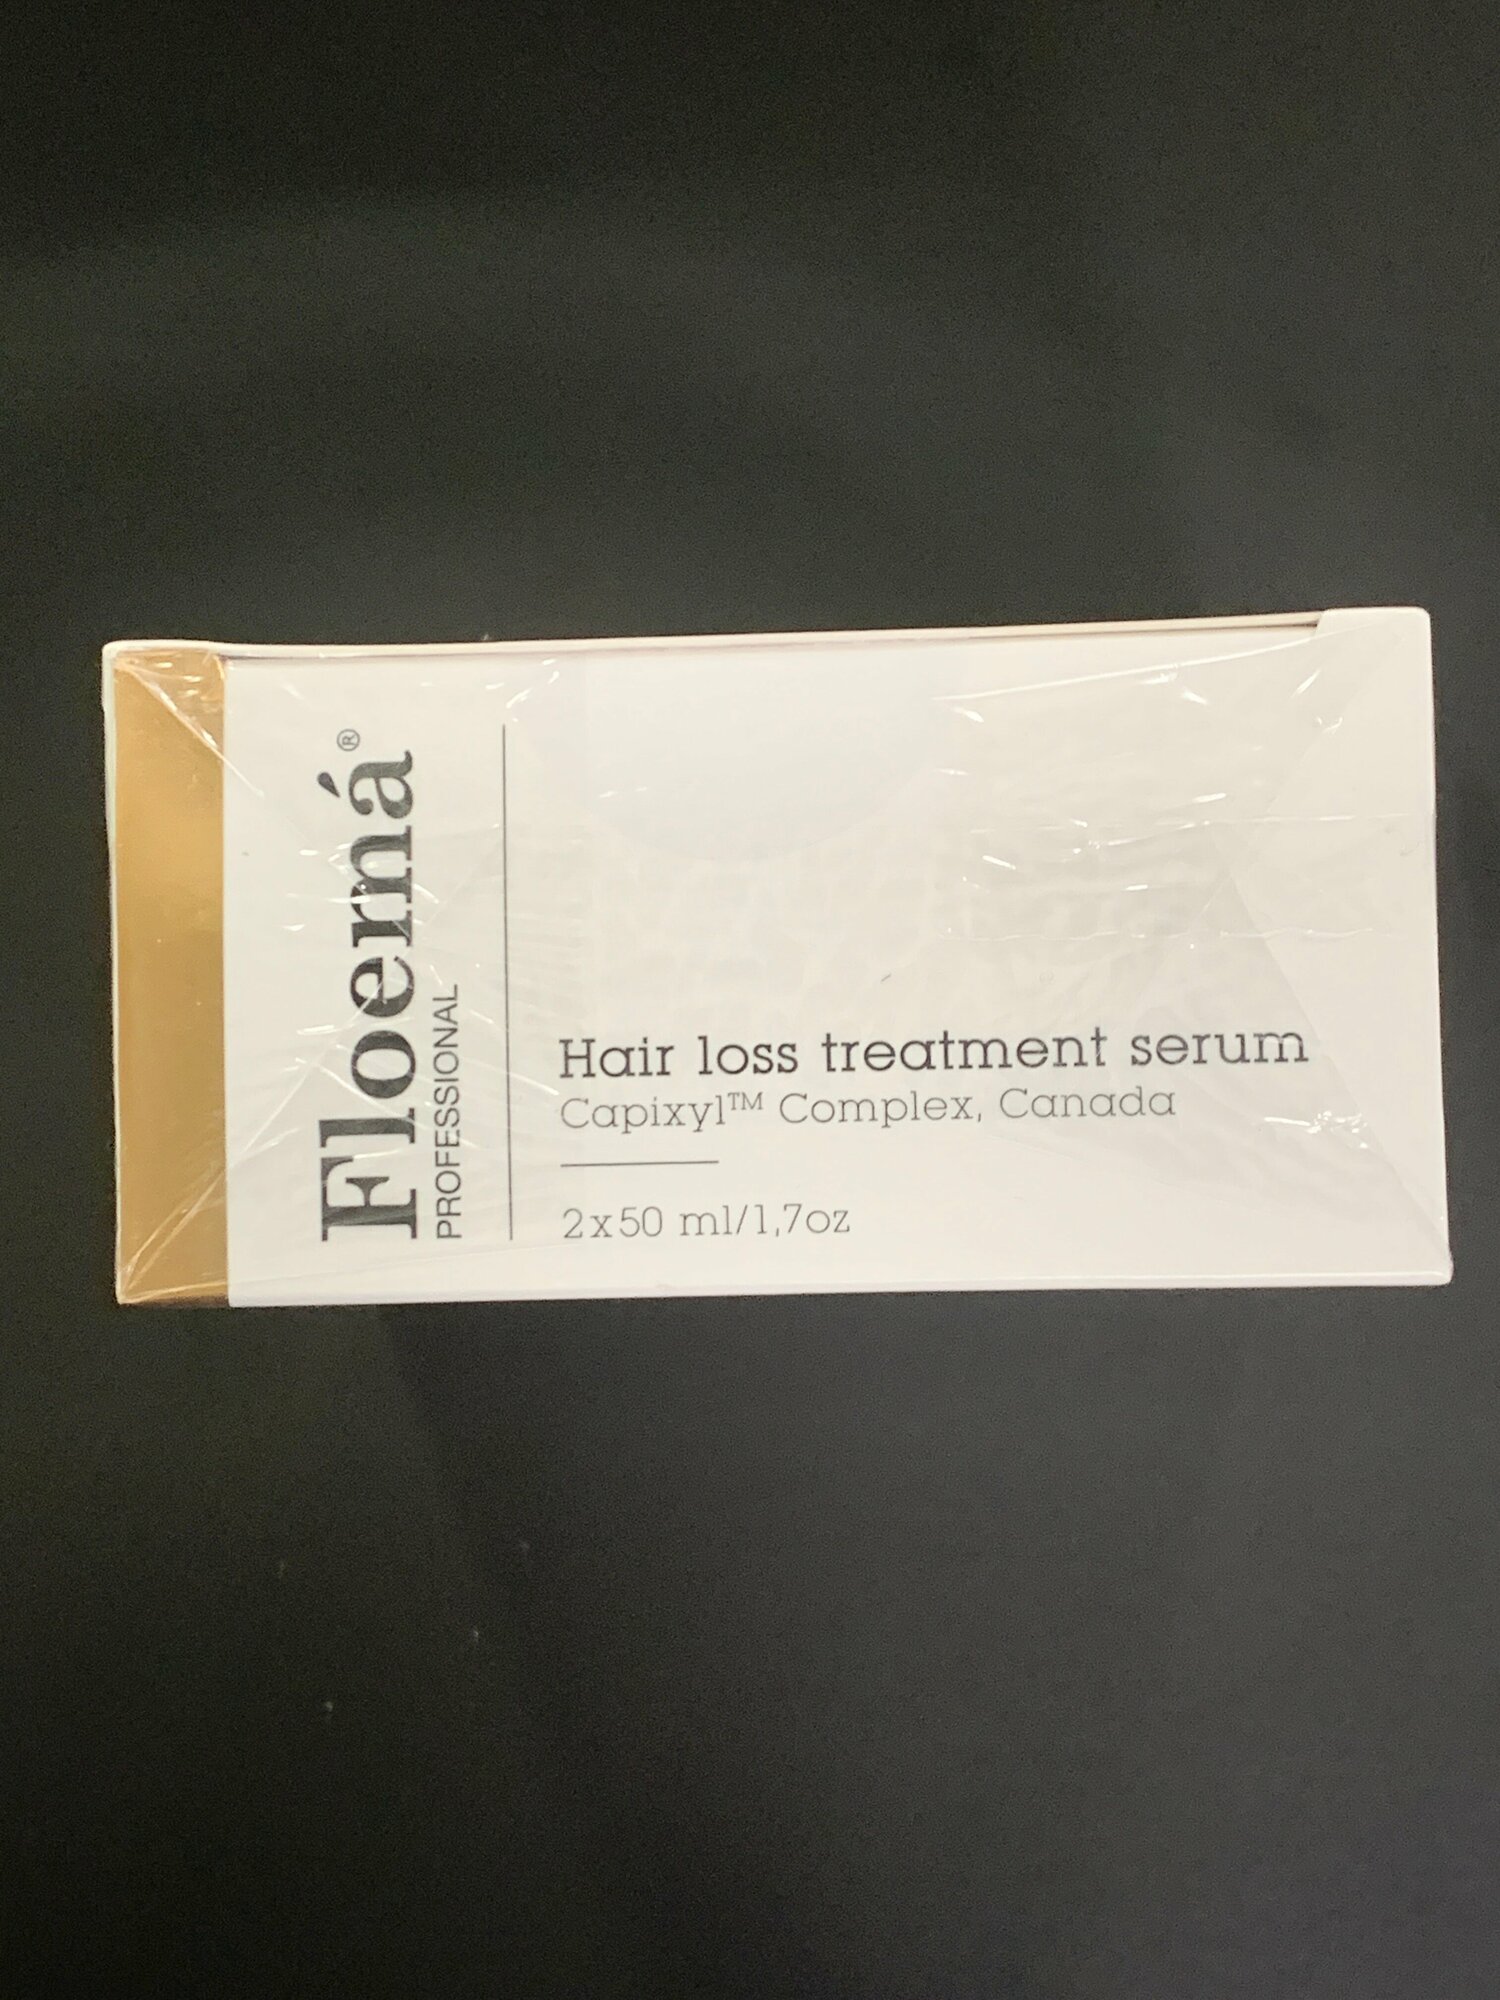 Floemá®
PROFESSIONAL
Hair loss treatment serum
Capixyl™ Complex, Canada
2x50 ml/1,7oz